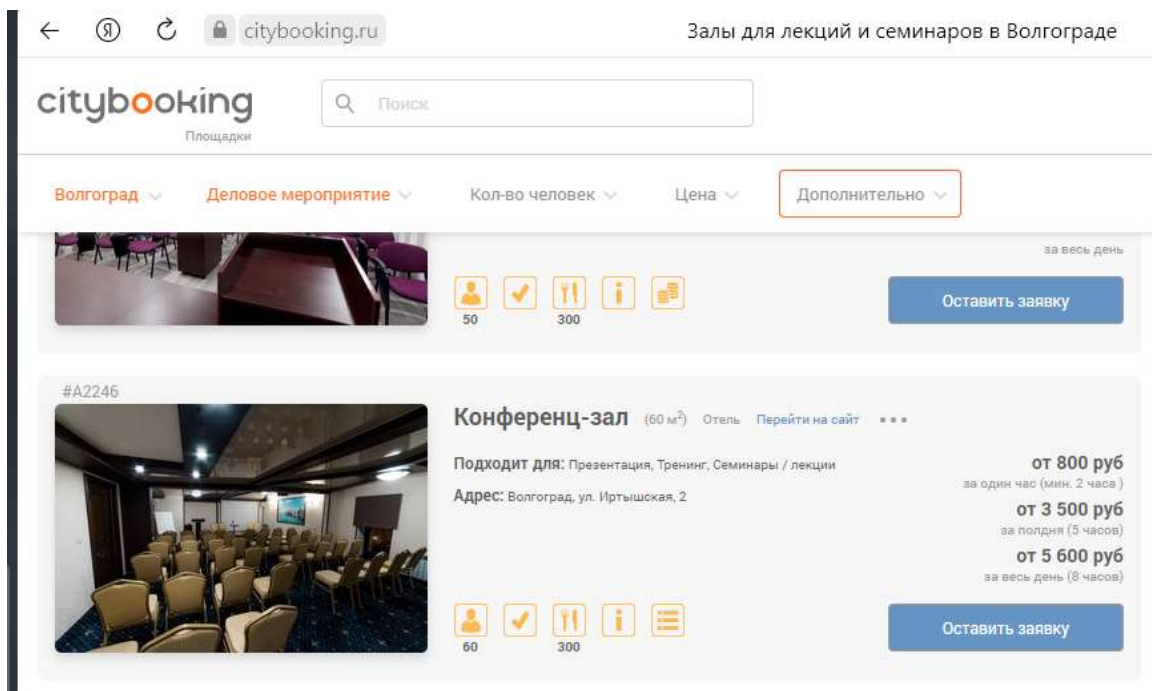 citybooking.ru
Залы для лекций и семинаров в Волгограде
citybooking
Площадки
Поиск
Волгоград
Деловое мероприятие
Кол-во человек
Цена
Дополнительно
за весь день
50
300
Оставить заявку
#A2246
Конференц-зал (60 м²) Отель Перейти на сайт
Подходит для: Презентация, Тренинг, Семинары / лекции
Адрес: Волгоград, ул. Иртышская, 2
от 800 руб
за один час (мин. 2 часа )
от 3 500 руб
за полдня (5 часов)
от 5 600 руб
за весь день (8 часов)
60
300
Оставить заявку